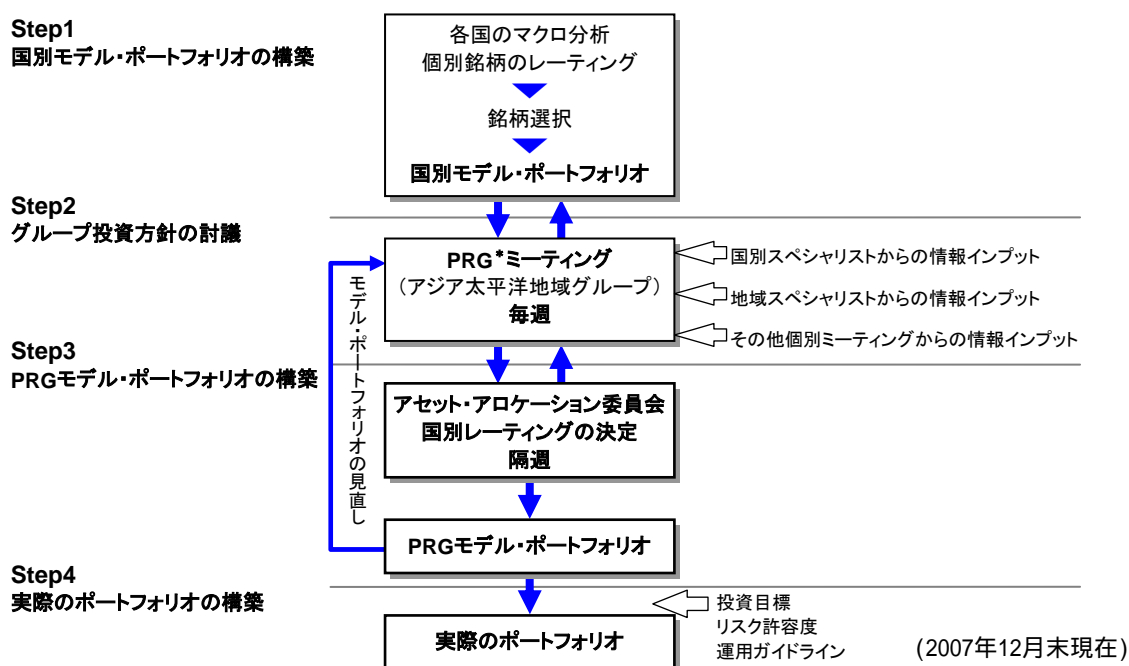 Step1
国別モデル・ポートフォリオの構築
各国のマクロ分析
個別銘柄のレーティング
銘柄選択
国別モデル・ポートフォリオ
Step2
グループ投資方針の討議
PRG*ミーティング
（アジア太平洋地域グループ）
毎週
国別スペシャリストからの情報インプット
地域スペシャリストからの情報インプット
その他個別ミーティングからの情報インプット
モデル・ポートフォリオの見直し
Step3
PRGモデル・ポートフォリオの構築
アセット・アロケーション委員会
国別レーティングの決定
隔週
PRGモデル・ポートフォリオ
Step4
実際のポートフォリオの構築
実際のポートフォリオ
投資目標
リスク許容度
運用ガイドライン
(2007年12月末現在)